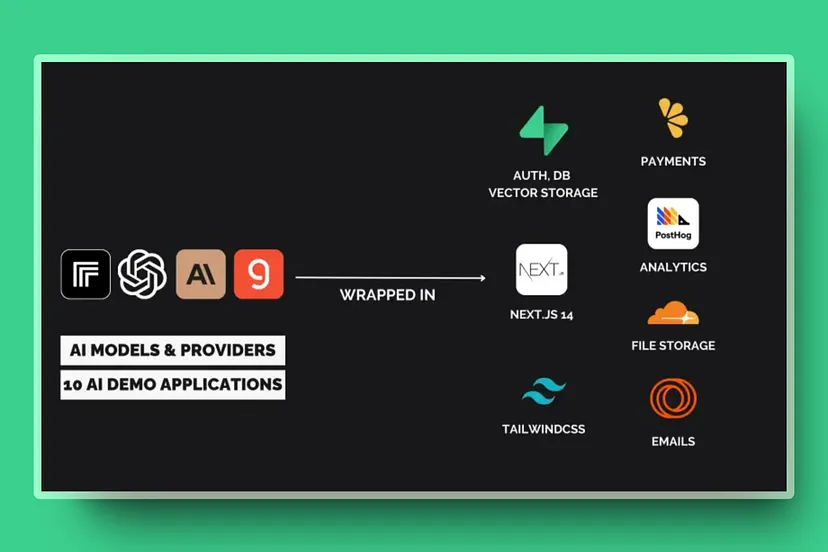 AI MODELS & PROVIDERS
10 AI DEMO APPLICATIONS
WRAPPED IN
AUTH, DB
VECTOR STORAGE
NEXT.JS
NEXT.JS 14
TAILWINDCSS
PAYMENTS
PostHog
ANALYTICS
FILE STORAGE
EMAILS